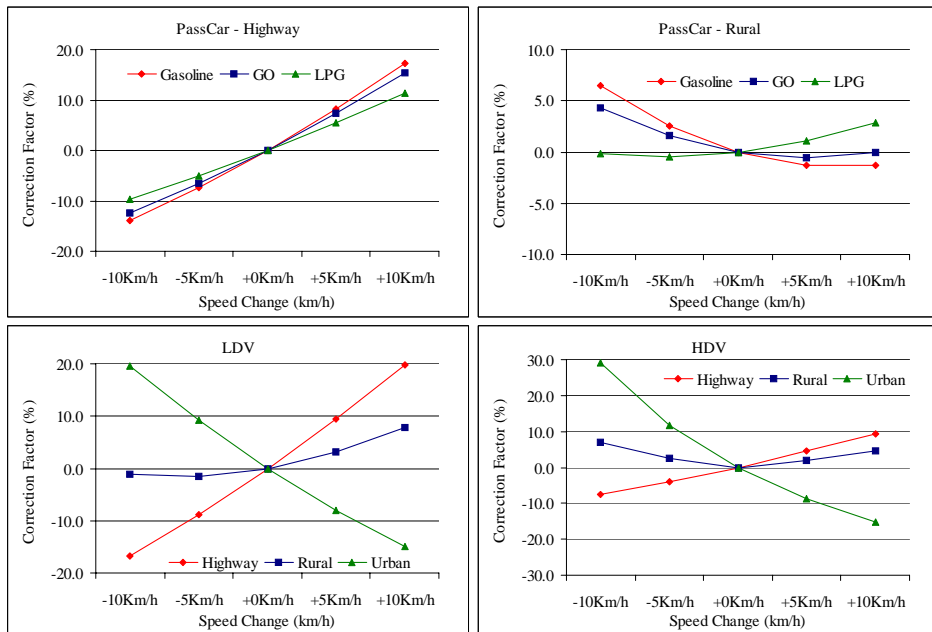 PassCar - Highway
20.0
Gasoline GO LPG
10.0
0.0
-10.0
-20.0
-10Km/h -5Km/h +0Km/h +5Km/h +10Km/h
Speed Change (km/h)
Correction Factor (%)
PassCar - Rural
10.0
Gasoline GO LPG
5.0
0.0
-5.0
-10.0
-10Km/h -5Km/h +0Km/h +5Km/h +10Km/h
Speed Change (km/h)
Correction Factor (%)
LDV
20.0
10.0
0.0
-10.0
Highway Rural Urban
-20.0
-10Km/h -5Km/h +0Km/h +5Km/h +10Km/h
Speed Change (km/h)
Correction Factor (%)
HDV
30.0
Highway Rural Urban
20.0
10.0
0.0
-10.0
-20.0
-30.0
-10Km/h -5Km/h +0Km/h +5Km/h +10Km/h
Speed Change (km/h)
Correction Factor (%)